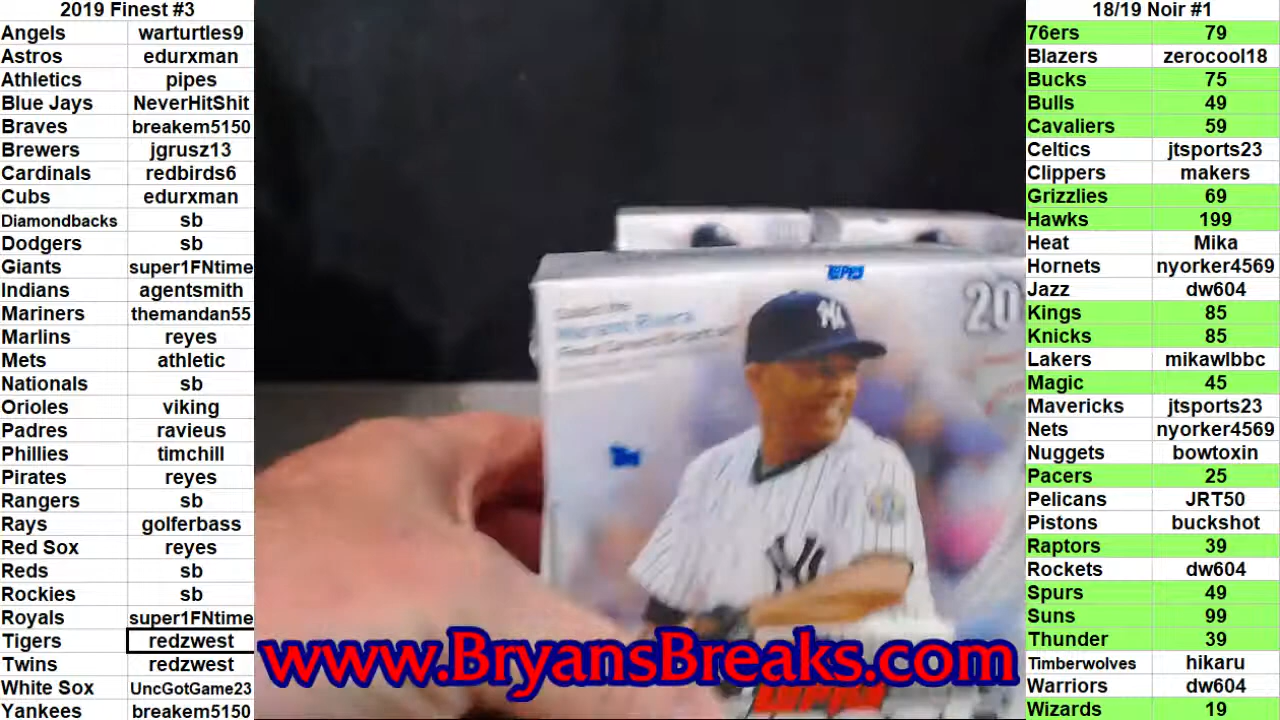 2019 Finest #3
Angels warturtles9
Astros edurxman
Athletics pipes
Blue Jays NeverHitShit
Braves breakem5150
Brewers jgrusz13
Cardinals redbirds6
Cubs edurxman
Diamondbacks sb
Dodgers sb
Giants super1FNtime
Indians agentsmith
Mariners themandan55
Marlins reyes
Mets athletic
Nationals sb
Orioles viking
Padres ravieus
Phillies timchill
Pirates reyes
Rangers sb
Rays golferbass
Red Sox reyes
Reds sb
Rockies sb
Royals super1FNtime
Tigers redzwest
Twins redzwest
White Sox UncGotGame23
Yankees breakem5150
TOPPS
20
Mariano Rivera
NY
NY
www.BryansBreaks.com
18/19 Noir #1
76ers 79
Blazers zerocool18
Bucks 75
Bulls 49
Cavaliers 59
Celtics jtsports23
Clippers makers
Grizzlies 69
Hawks 199
Heat Mika
Hornets nyorker4569
Jazz dw604
Kings 85
Knicks 85
Lakers mikawlbbc
Magic 45
Mavericks jtsports23
Nets nyorker4569
Nuggets bowtoxin
Pacers 25
Pelicans JRT50
Pistons buckshot
Raptors 39
Rockets dw604
Spurs 49
Suns 99
Thunder 39
Timberwolves hikaru
Warriors dw604
Wizards 19